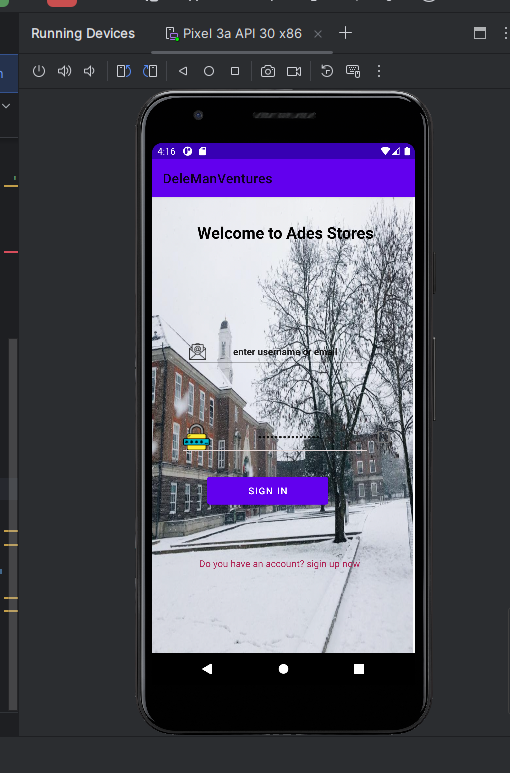 Running Devices
Pixel 3a API 30 x86
4:16
DeleManVentures
Welcome to Ades Stores
enter username or email
SIGN IN
Do you have an account? sigin up now